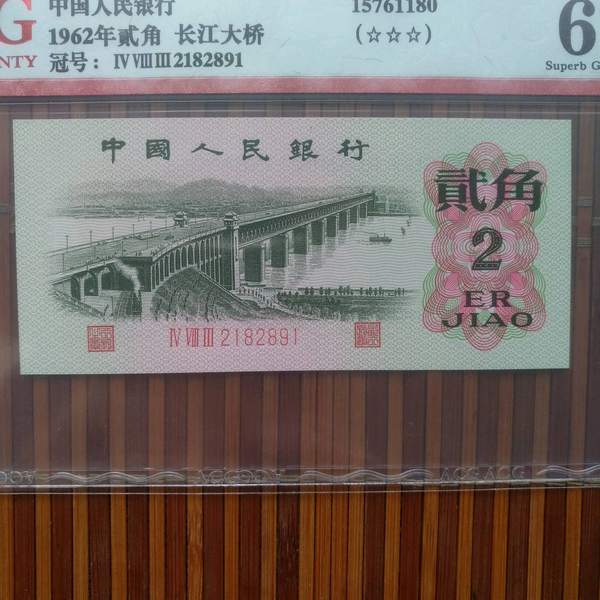 G
NTY
中国人民银行
1962年贰角 长江大桥
冠号: IV VIII III 2182891
15761180
(☆☆☆)
6
Superb G
中國人民銀行
貳角
2
ER
JIAO
IV VIII III 2182891